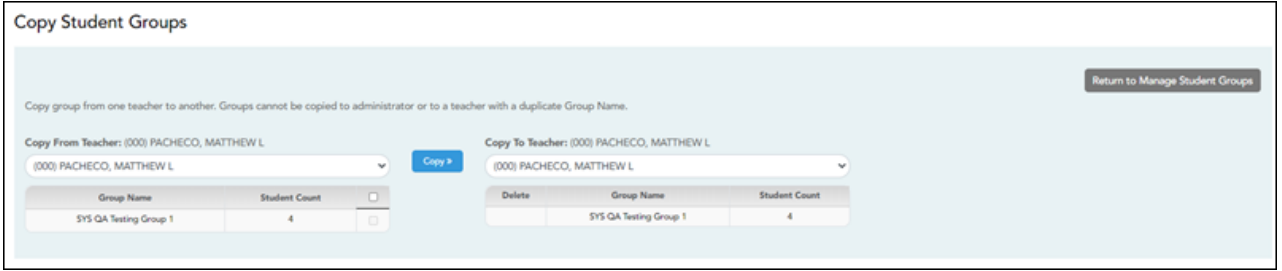 Copy Student Groups
Return to Manage Student Groups
Copy group from one teacher to another. Groups cannot be copied to administrator or to a teacher with a duplicate Group Name.
Copy From Teacher: (000) PACHECO, MATTHEW L
(000) PACHECO, MATTHEW L
Group Name Student Count
SYS QA Testing Group 1 4
Copy »
Copy To Teacher: (000) PACHECO, MATTHEW L
(000) PACHECO, MATTHEW L
Delete Group Name Student Count
SYS QA Testing Group 1 4